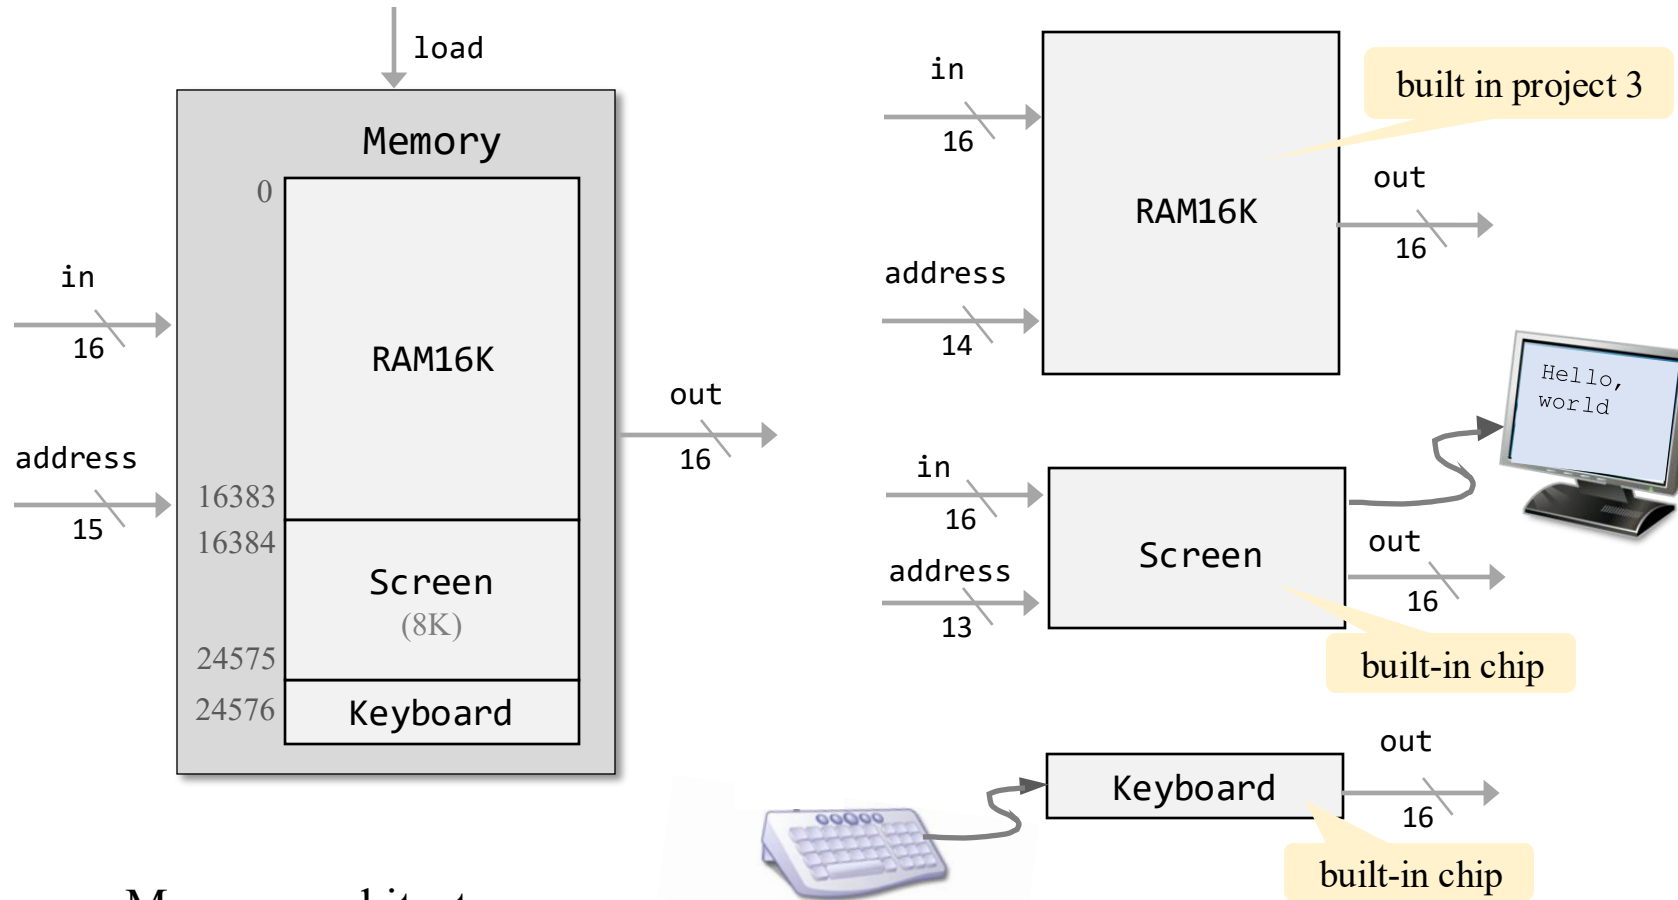 load
Memory
0
in
16
RAM16K
out
16
address
15
16383
16384
Screen
(8K)
24575
24576
Keyboard
in
16
built in project 3
RAM16K
out
16
address
14
Hello,
world
in
16
Screen
out
16
address
13
built-in chip
out
Keyboard
16
built-in chip